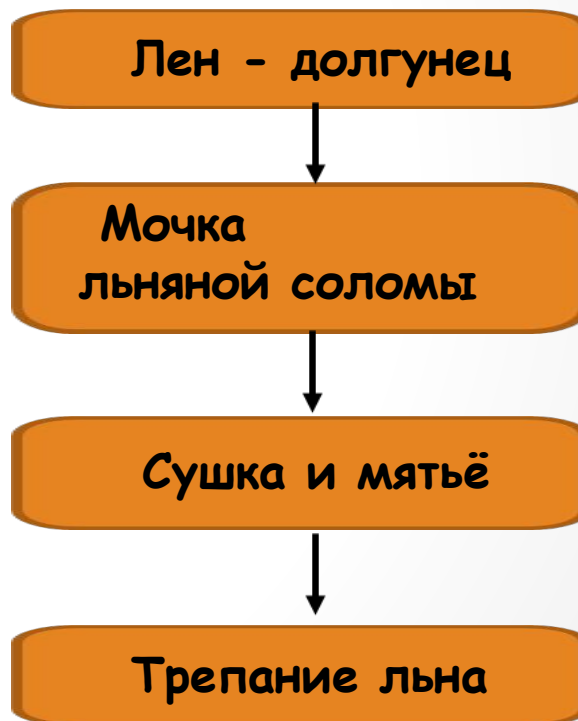 Лен - долгунец
Мочка
льняной соломы
Сушка и мятьё
Трепание льна